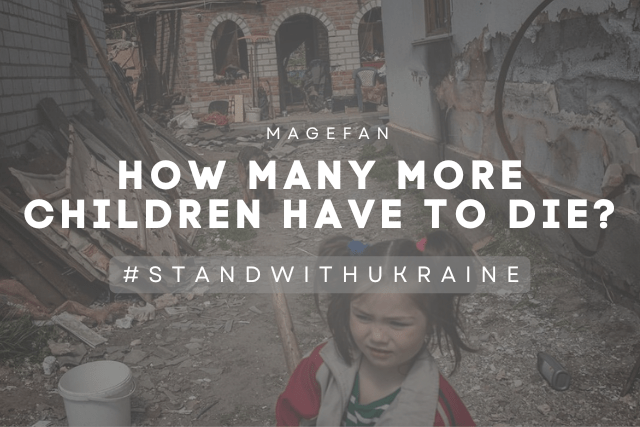 MAGEFAN
HOW MANY MORE
CHILDREN HAVE TO DIE?
#STANDWITHUKRAINE